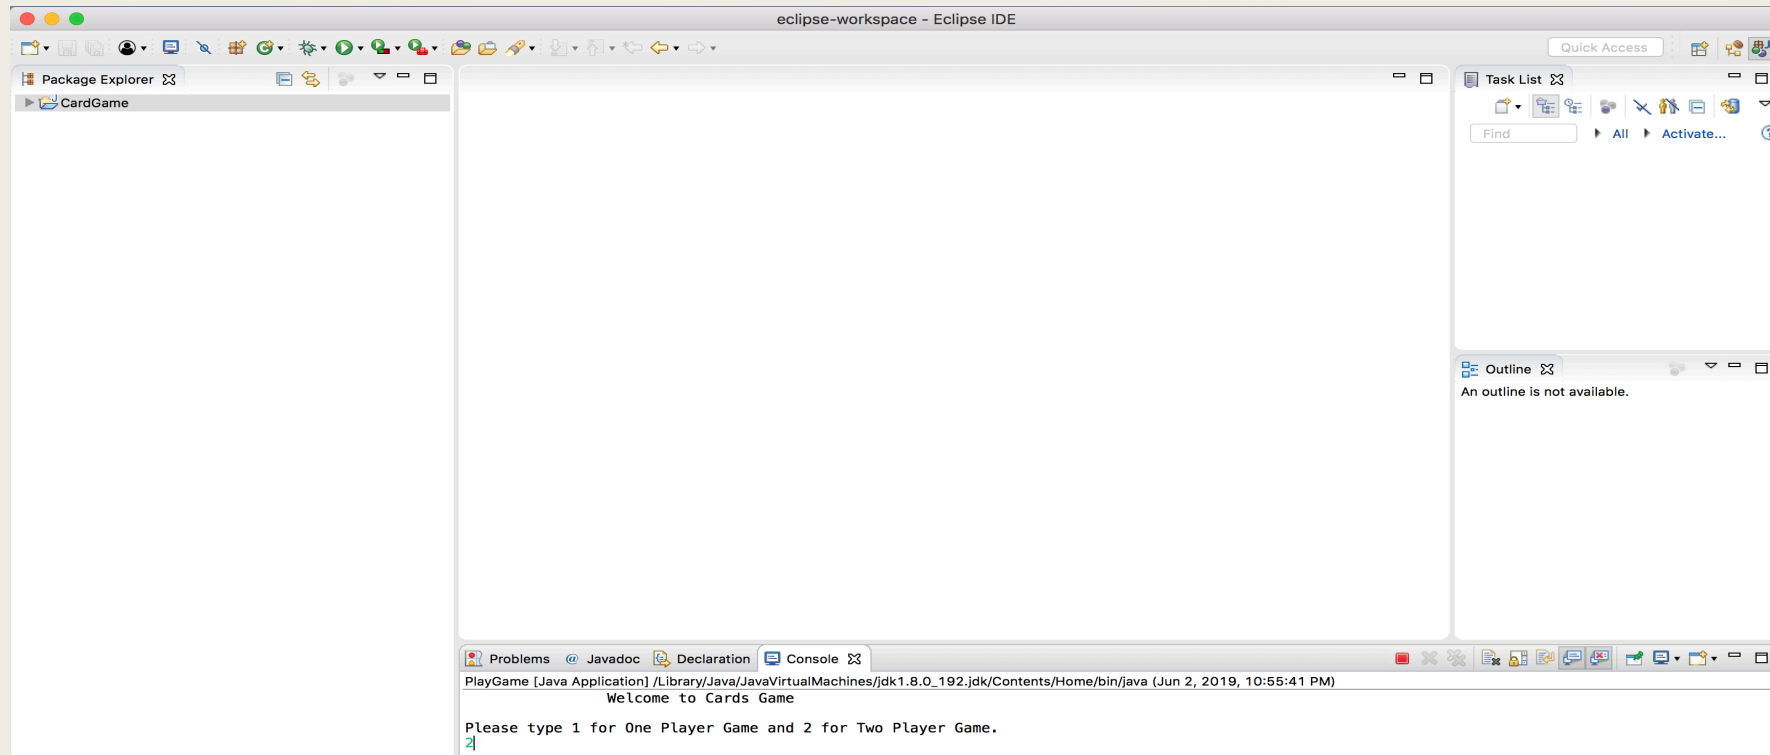 eclipse-workspace - Eclipse IDE
Quick Access
Package Explorer
CardGame
Task List
Find
All
Activate...
Outline
An outline is not available.
Problems
@ Javadoc
Declaration
Console
PlayGame [Java Application] /Library/Java/JavaVirtualMachines/jdk1.8.0_192.jdk/Contents/Home/bin/java (Jun 2, 2019, 10:55:41 PM)
Welcome to Cards Game
Please type 1 for One Player Game and 2 for Two Player Game.
2